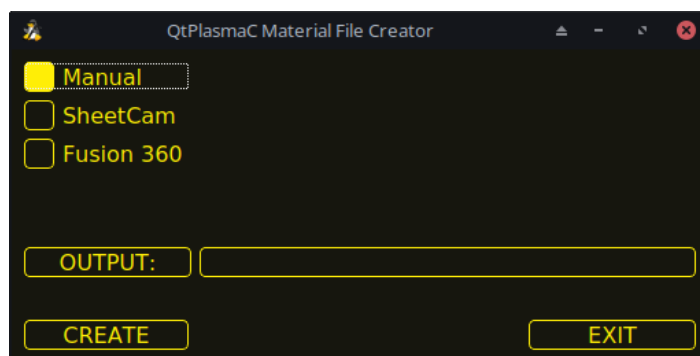 QtPlasmaC Material File Creator
Manual
SheetCam
Fusion 360
OUTPUT:
CREATE EXIT